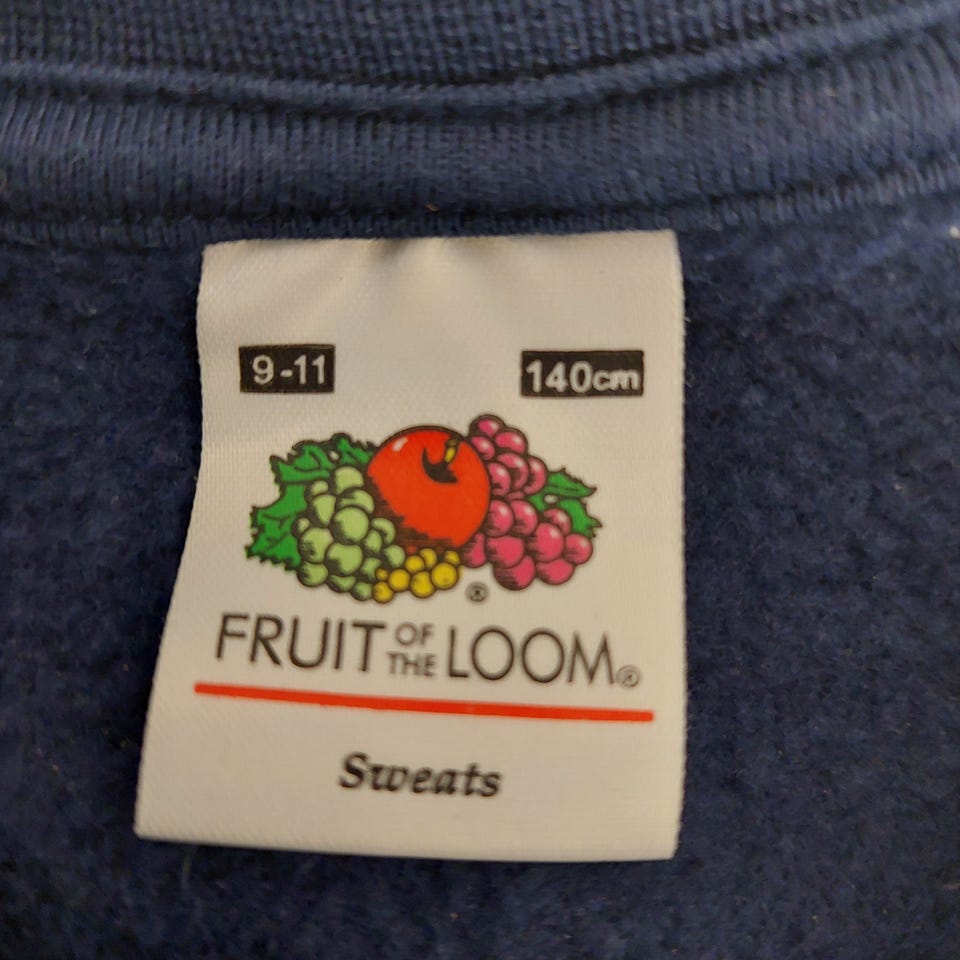 9-11 140cm
®
FRUIT OF THE LOOM®
Sweats